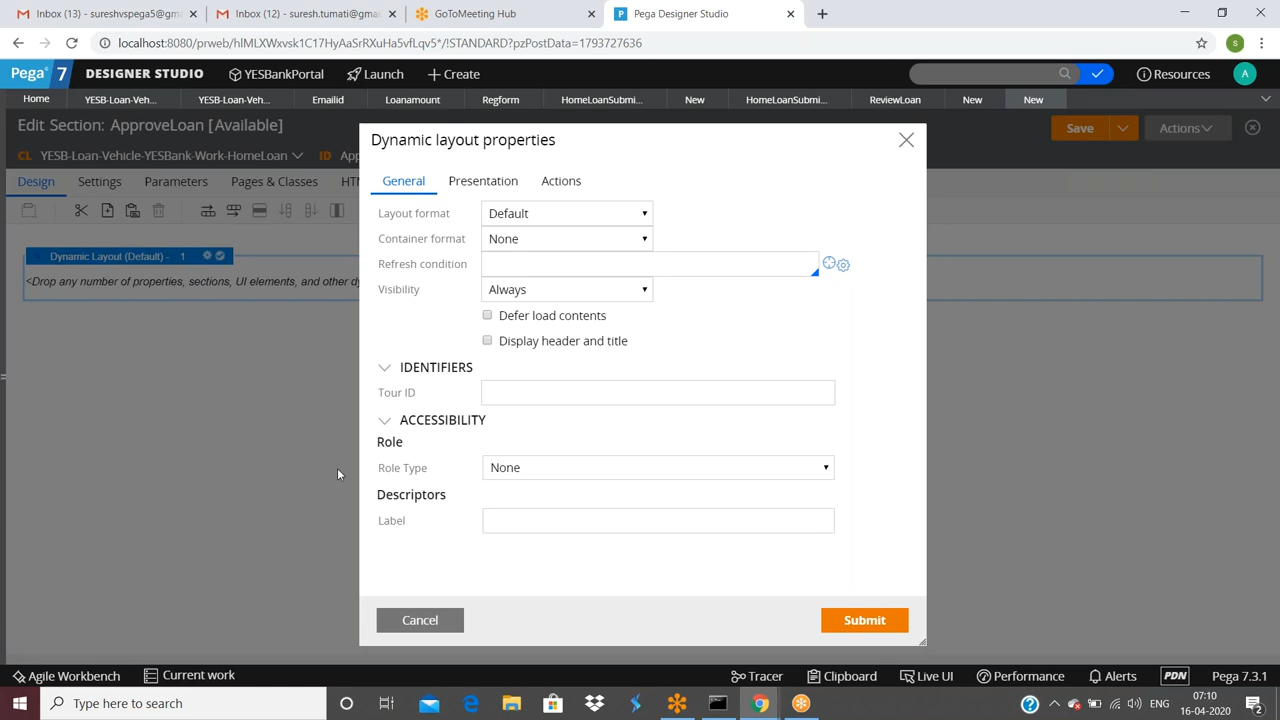 Inbox (13) - sureshvspega5@gma
Inbox (12) - suresh.tumati@gmai
GoToMeeting Hub
Pega Designer Studio
localhost:8080/prweb/hlMLXWxvsk1C17HyAaSrRXuHa5vfLqv5*/!STANDARD?pzPostData=1793727636
S
Pega 7 DESIGNER STUDIO YESBankPortal Launch Create Resources A
Home YESB-Loan-Veh... YESB-Loan-Veh... Emailid Loanamount Regform HomeLoanSubmi... New HomeLoanSubmi... ReviewLoan New New
Edit Section: ApproveLoan [Available]
Save Actions
CL YESB-Loan-Vehicle-YESBank-Work-HomeLoan ID
Design Settings Parameters Pages & Classes
Dynamic Layout (Default) - 1
<Drop any number of properties, sections, UI elements, and other
Dynamic layout properties
General Presentation Actions
Layout format Default
Container format None
Refresh condition
Visibility Always
Defer load contents
Display header and title
IDENTIFIERS
Tour ID
ACCESSIBILITY
Role
Role Type None
Descriptors
Label
Cancel Submit
Agile Workbench Current work Tracer Clipboard Live UI Performance Alerts PDN Pega 7.3.1
Type here to search
ENG
07:10
16-04-2020
2